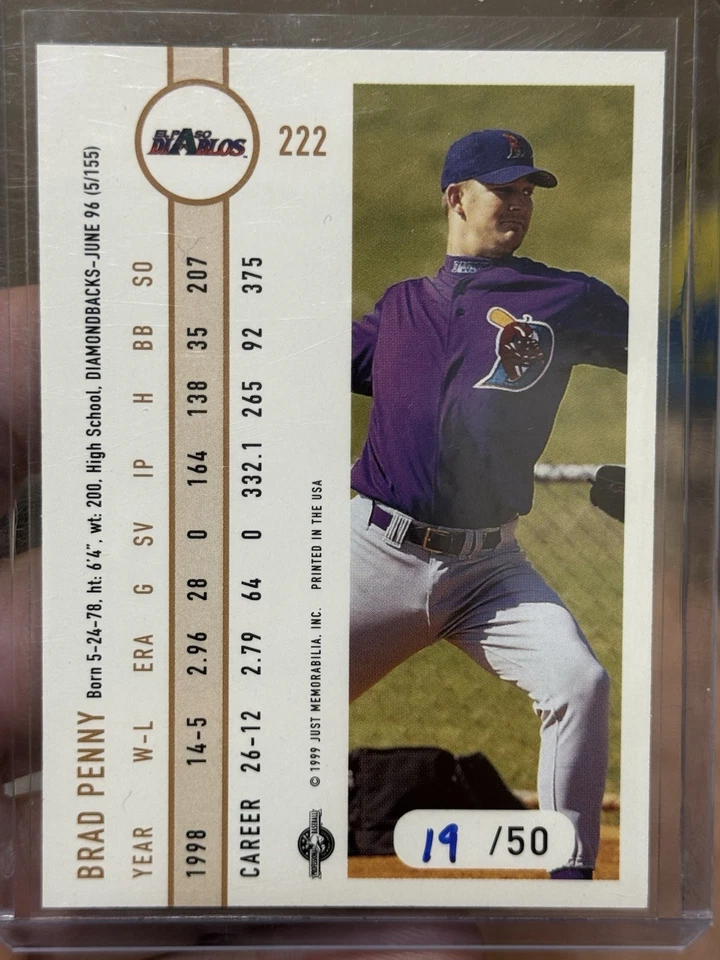 EL PASO
DIABLOS™
222
BRAD PENNY Born 5-24-78, ht: 6'4", wt: 200, High School, DIAMONDBACKS-JUNE 96 (5/155)
YEAR W-L ERA G SV IP H BB SO
1998 14-5 2.96 28 0 164 138 35 207
CAREER 26-12 2.79 64 0 332.1 265 92 375
© 1999 JUST MEMORABILIA, INC. PRINTED IN THE USA
19 /50